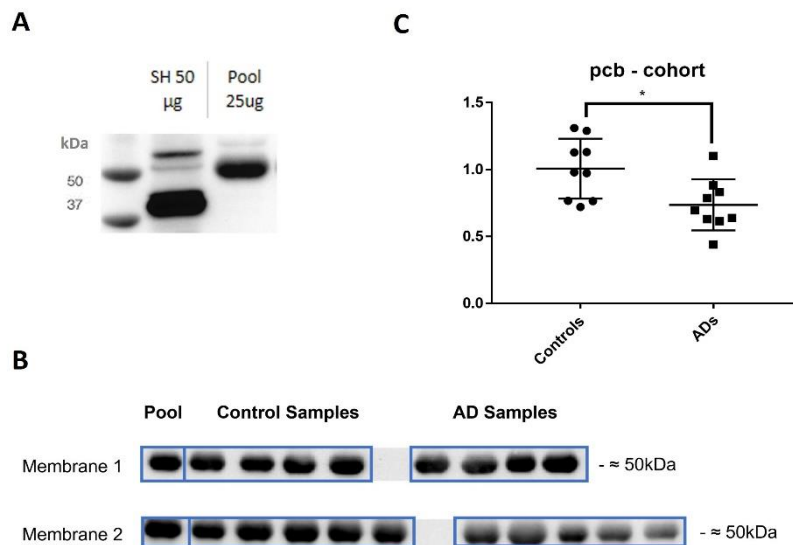 A
SH 50
µg
Pool
25ug
kDa
50
37
C
pcb - cohort
*
1.5
1.0
0.5
0.0
Controls
ADs
B
Pool
Control Samples
AD Samples
Membrane 1
- ≈ 50kDa
Membrane 2
- ≈ 50kDa